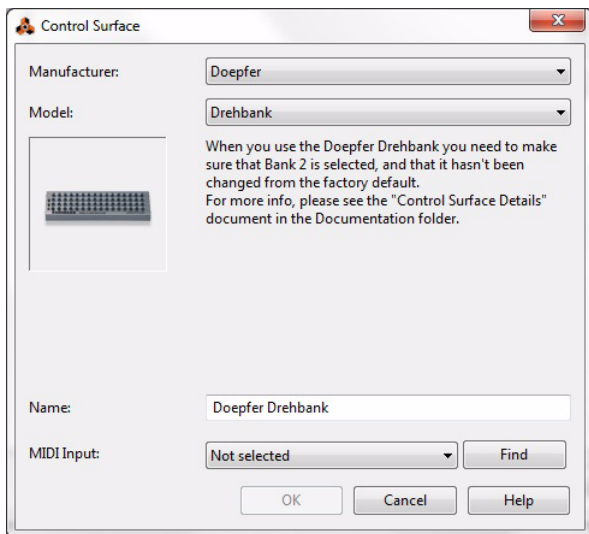 Control Surface
Manufacturer:
Doepfer
Model:
Drehbank
When you use the Doepfer Drehbank you need to make
sure that Bank 2 is selected, and that it hasn't been
changed from the factory default.
For more info, please see the "Control Surface Details"
document in the Documentation folder.
Name:
Doepfer Drehbank
MIDI Input:
Not selected
Find
OK
Cancel
Help